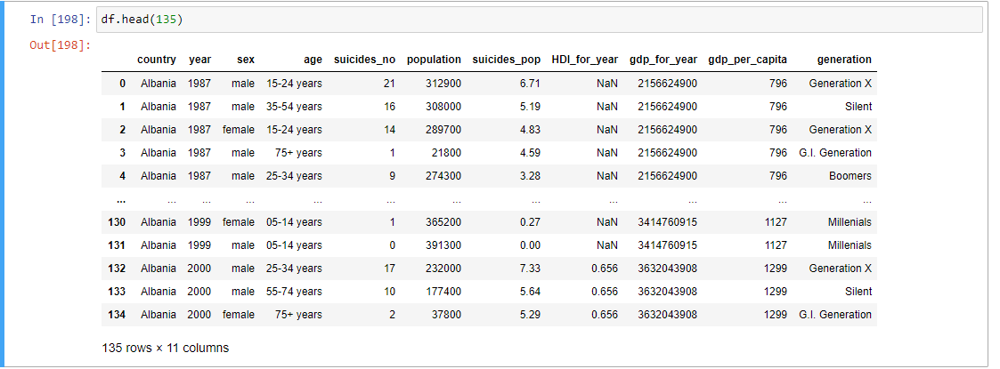 In [198]: df.head(135)
Out[198]:
country year sex age suicides_no population suicides_pop HDI_for_year gdp_for_year gdp_per_capita generation
0 Albania 1987 male 15-24 years 21 312900 6.71 NaN 2156624900 796 Generation X
1 Albania 1987 male 35-54 years 16 308000 5.19 NaN 2156624900 796 Silent
2 Albania 1987 female 15-24 years 14 289700 4.83 NaN 2156624900 796 Generation X
3 Albania 1987 male 75+ years 1 21800 4.59 NaN 2156624900 796 G.I. Generation
4 Albania 1987 male 25-34 years 9 274300 3.28 NaN 2156624900 796 Boomers
... ... ... ... ... ... ... ... ... ... ... ...
130 Albania 1999 female 05-14 years 1 365200 0.27 NaN 3414760915 1127 Millenials
131 Albania 1999 male 05-14 years 0 391300 0.00 NaN 3414760915 1127 Millenials
132 Albania 2000 male 25-34 years 17 232000 7.33 0.656 3632043908 1299 Generation X
133 Albania 2000 male 55-74 years 10 177400 5.64 0.656 3632043908 1299 Silent
134 Albania 2000 female 75+ years 2 37800 5.29 0.656 3632043908 1299 G.I. Generation
135 rows × 11 columns